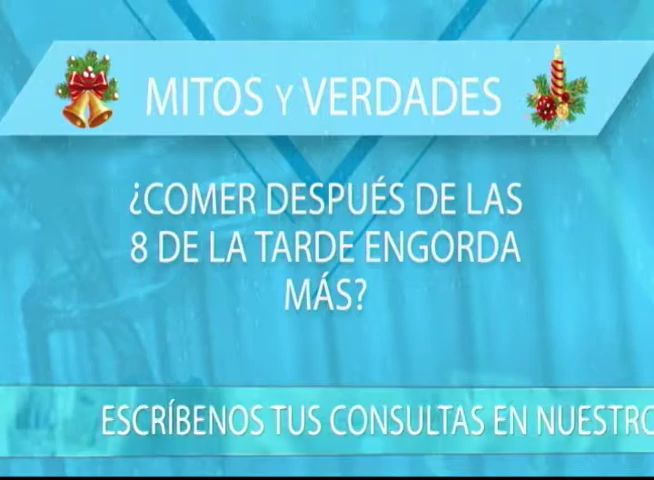 MITOS Y VERDADES
¿COMER DESPUÉS DE LAS
8 DE LA TARDE ENGORDA
MÁS?
ESCRÍBENOS TUS CONSULTAS EN NUESTRO